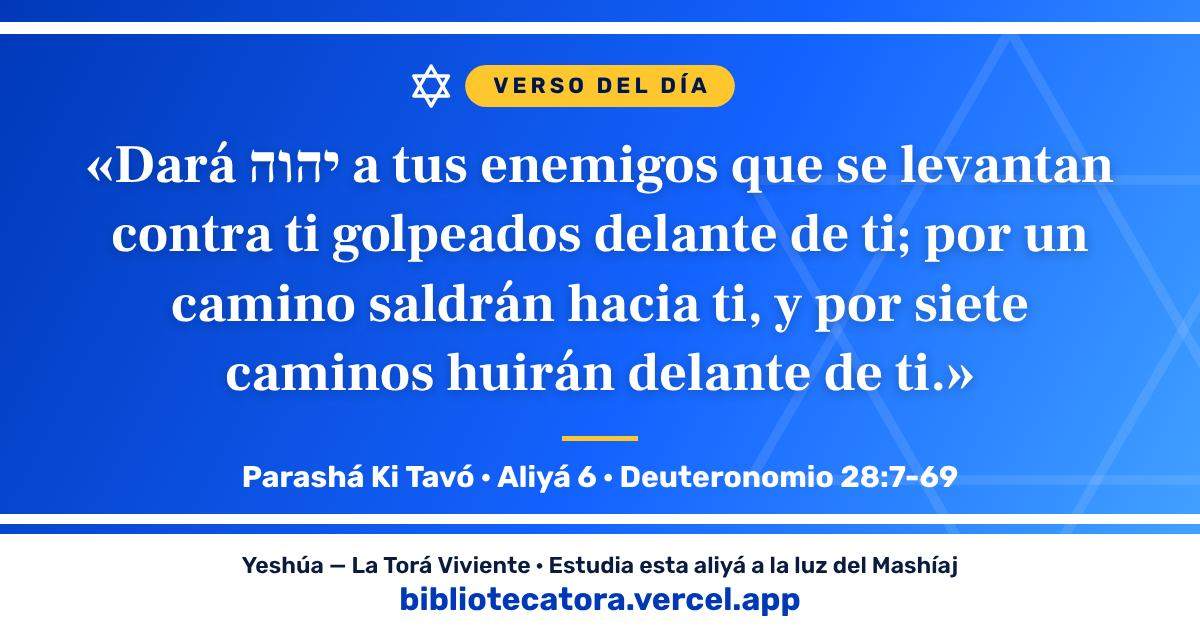 VERSO DEL DÍA
«Dará יהוה a tus enemigos que se levantan
contra ti golpeados delante de ti; por un
camino saldrán hacia ti, y por siete
caminos huirán delante de ti.»
Parashá Ki Tavó • Aliyá 6 • Deuteronomio 28:7-69
Yeshúa — La Torá Viviente • Estudia esta aliyá a la luz del Mashíaj
bibliotecatora.vercel.app